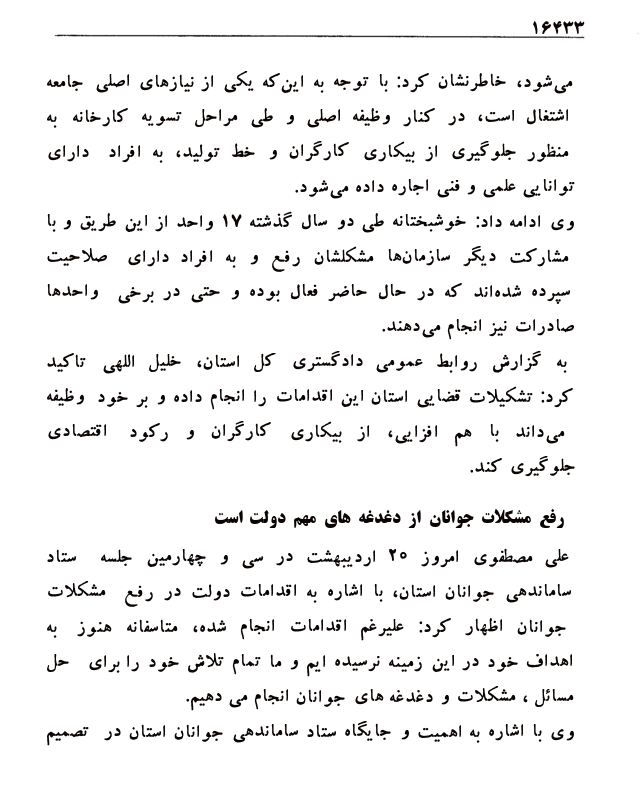 ۱۶۴۳۳
می‌شود، خاطرنشان کرد: با توجه به این‌که یکی از نیازهای اصلی جامعه
اشتغال است، در کنار وظیفه اصلی و طی مراحل تسویه کارخانه به
منظور جلوگیری از بیکاری کارگران و خط تولید، به افراد دارای
توانایی علمی و فنی اجاره داده می‌شود.
وی ادامه داد: خوشبختانه طی دو سال گذشته ۱۷ واحد از این طریق و با
مشارکت دیگر سازمان‌ها مشکلشان رفع و به افراد دارای صلاحیت
سپرده شده‌اند که در حال حاضر فعال بوده و حتی در برخی واحدها
صادرات نیز انجام می‌دهند.
به گزارش روابط عمومی دادگستری کل استان، خلیل اللهی تاکید
کرد: تشکیلات قضایی استان این اقدامات را انجام داده و بر خود وظیفه
می‌داند با هم افزایی، از بیکاری کارگران و رکود اقتصادی
جلوگیری کند.
رفع مشکلات جوانان از دغدغه های مهم دولت است
علی مصطفوی امروز ۲۰ اردیبهشت در سی و چهارمین جلسه ستاد
ساماندهی جوانان استان، با اشاره به اقدامات دولت در رفع مشکلات
جوانان اظهار کرد: علیرغم اقدامات انجام شده، متاسفانه هنوز به
اهداف خود در این زمینه نرسیده ایم و ما تمام تلاش خود را برای حل
مسائل ، مشکلات و دغدغه های جوانان انجام می دهیم.
وی با اشاره به اهمیت و جایگاه ستاد ساماندهی جوانان استان در تصمیم